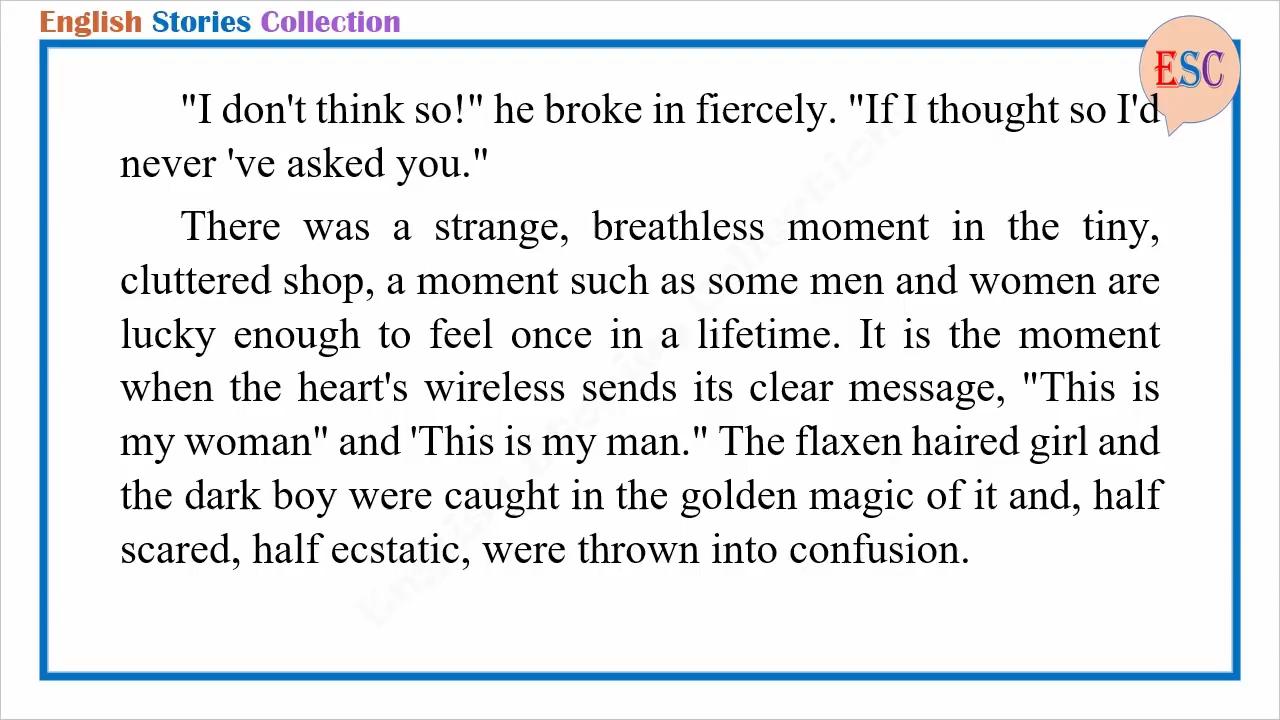 English Stories Collection
ESC
"I don't think so!" he broke in fiercely. "If I thought so I'd
never 've asked you."
There was a strange, breathless moment in the tiny,
cluttered shop, a moment such as some men and women are
lucky enough to feel once in a lifetime. It is the moment
when the heart's wireless sends its clear message, "This is
my woman" and 'This is my man." The flaxen haired girl and
the dark boy were caught in the golden magic of it and, half
scared, half ecstatic, were thrown into confusion.
English Stories Collection